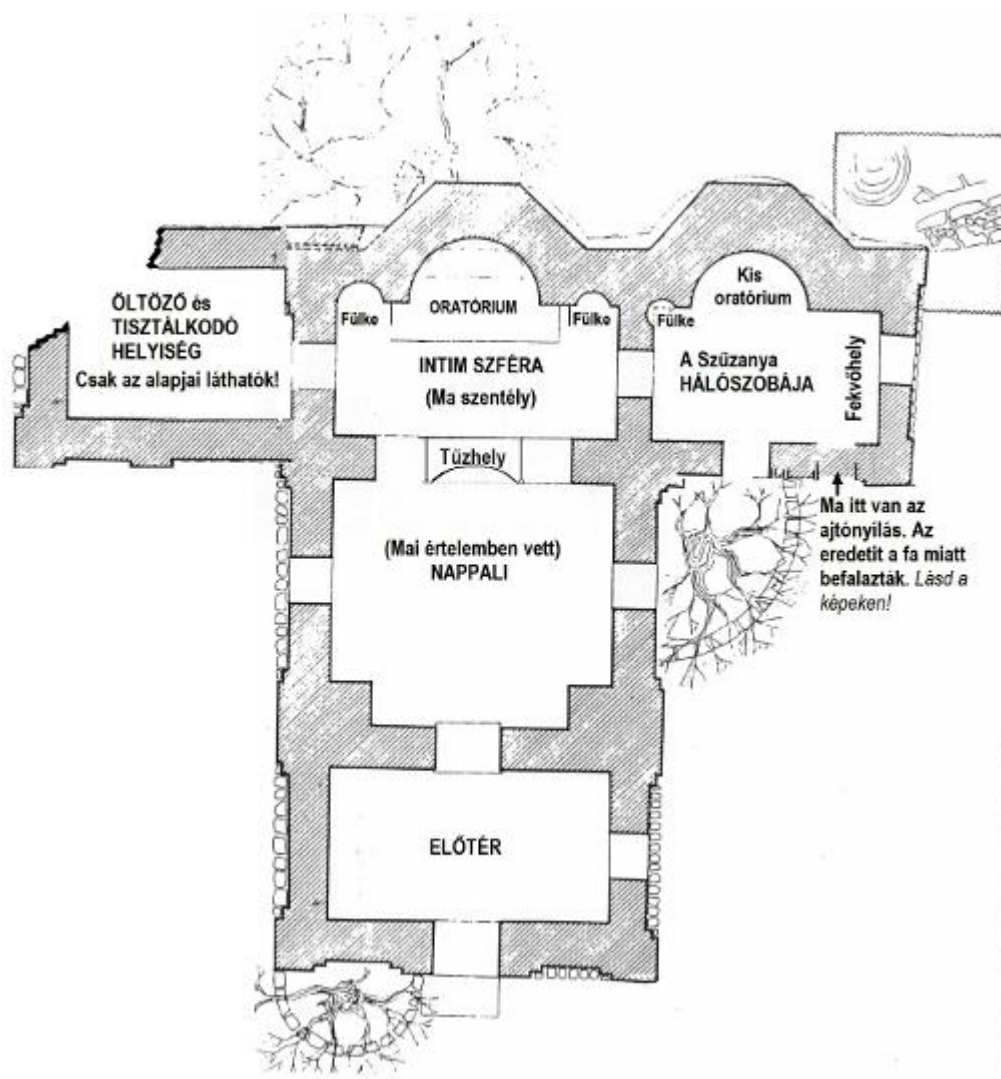 ÖLTÖZŐ és
TISZTÁLKODÓ
HELYISÉG
Csak az alapjai láthatók!
Fülke
ORATÓRIUM
Fülke
INTIM SZFÉRA
(Ma szentély)
Kis
oratórium
Fülke
A Szűzanya
HÁLÓSZOBÁJA
Fekvőhely
Tűzhely
(Mai értelemben vett)
NAPPALI
Ma itt van az
ajtónyilás. Az
eredetit a fa miatt
befalazták. Lásd a
képeken!
ELŐTÉR